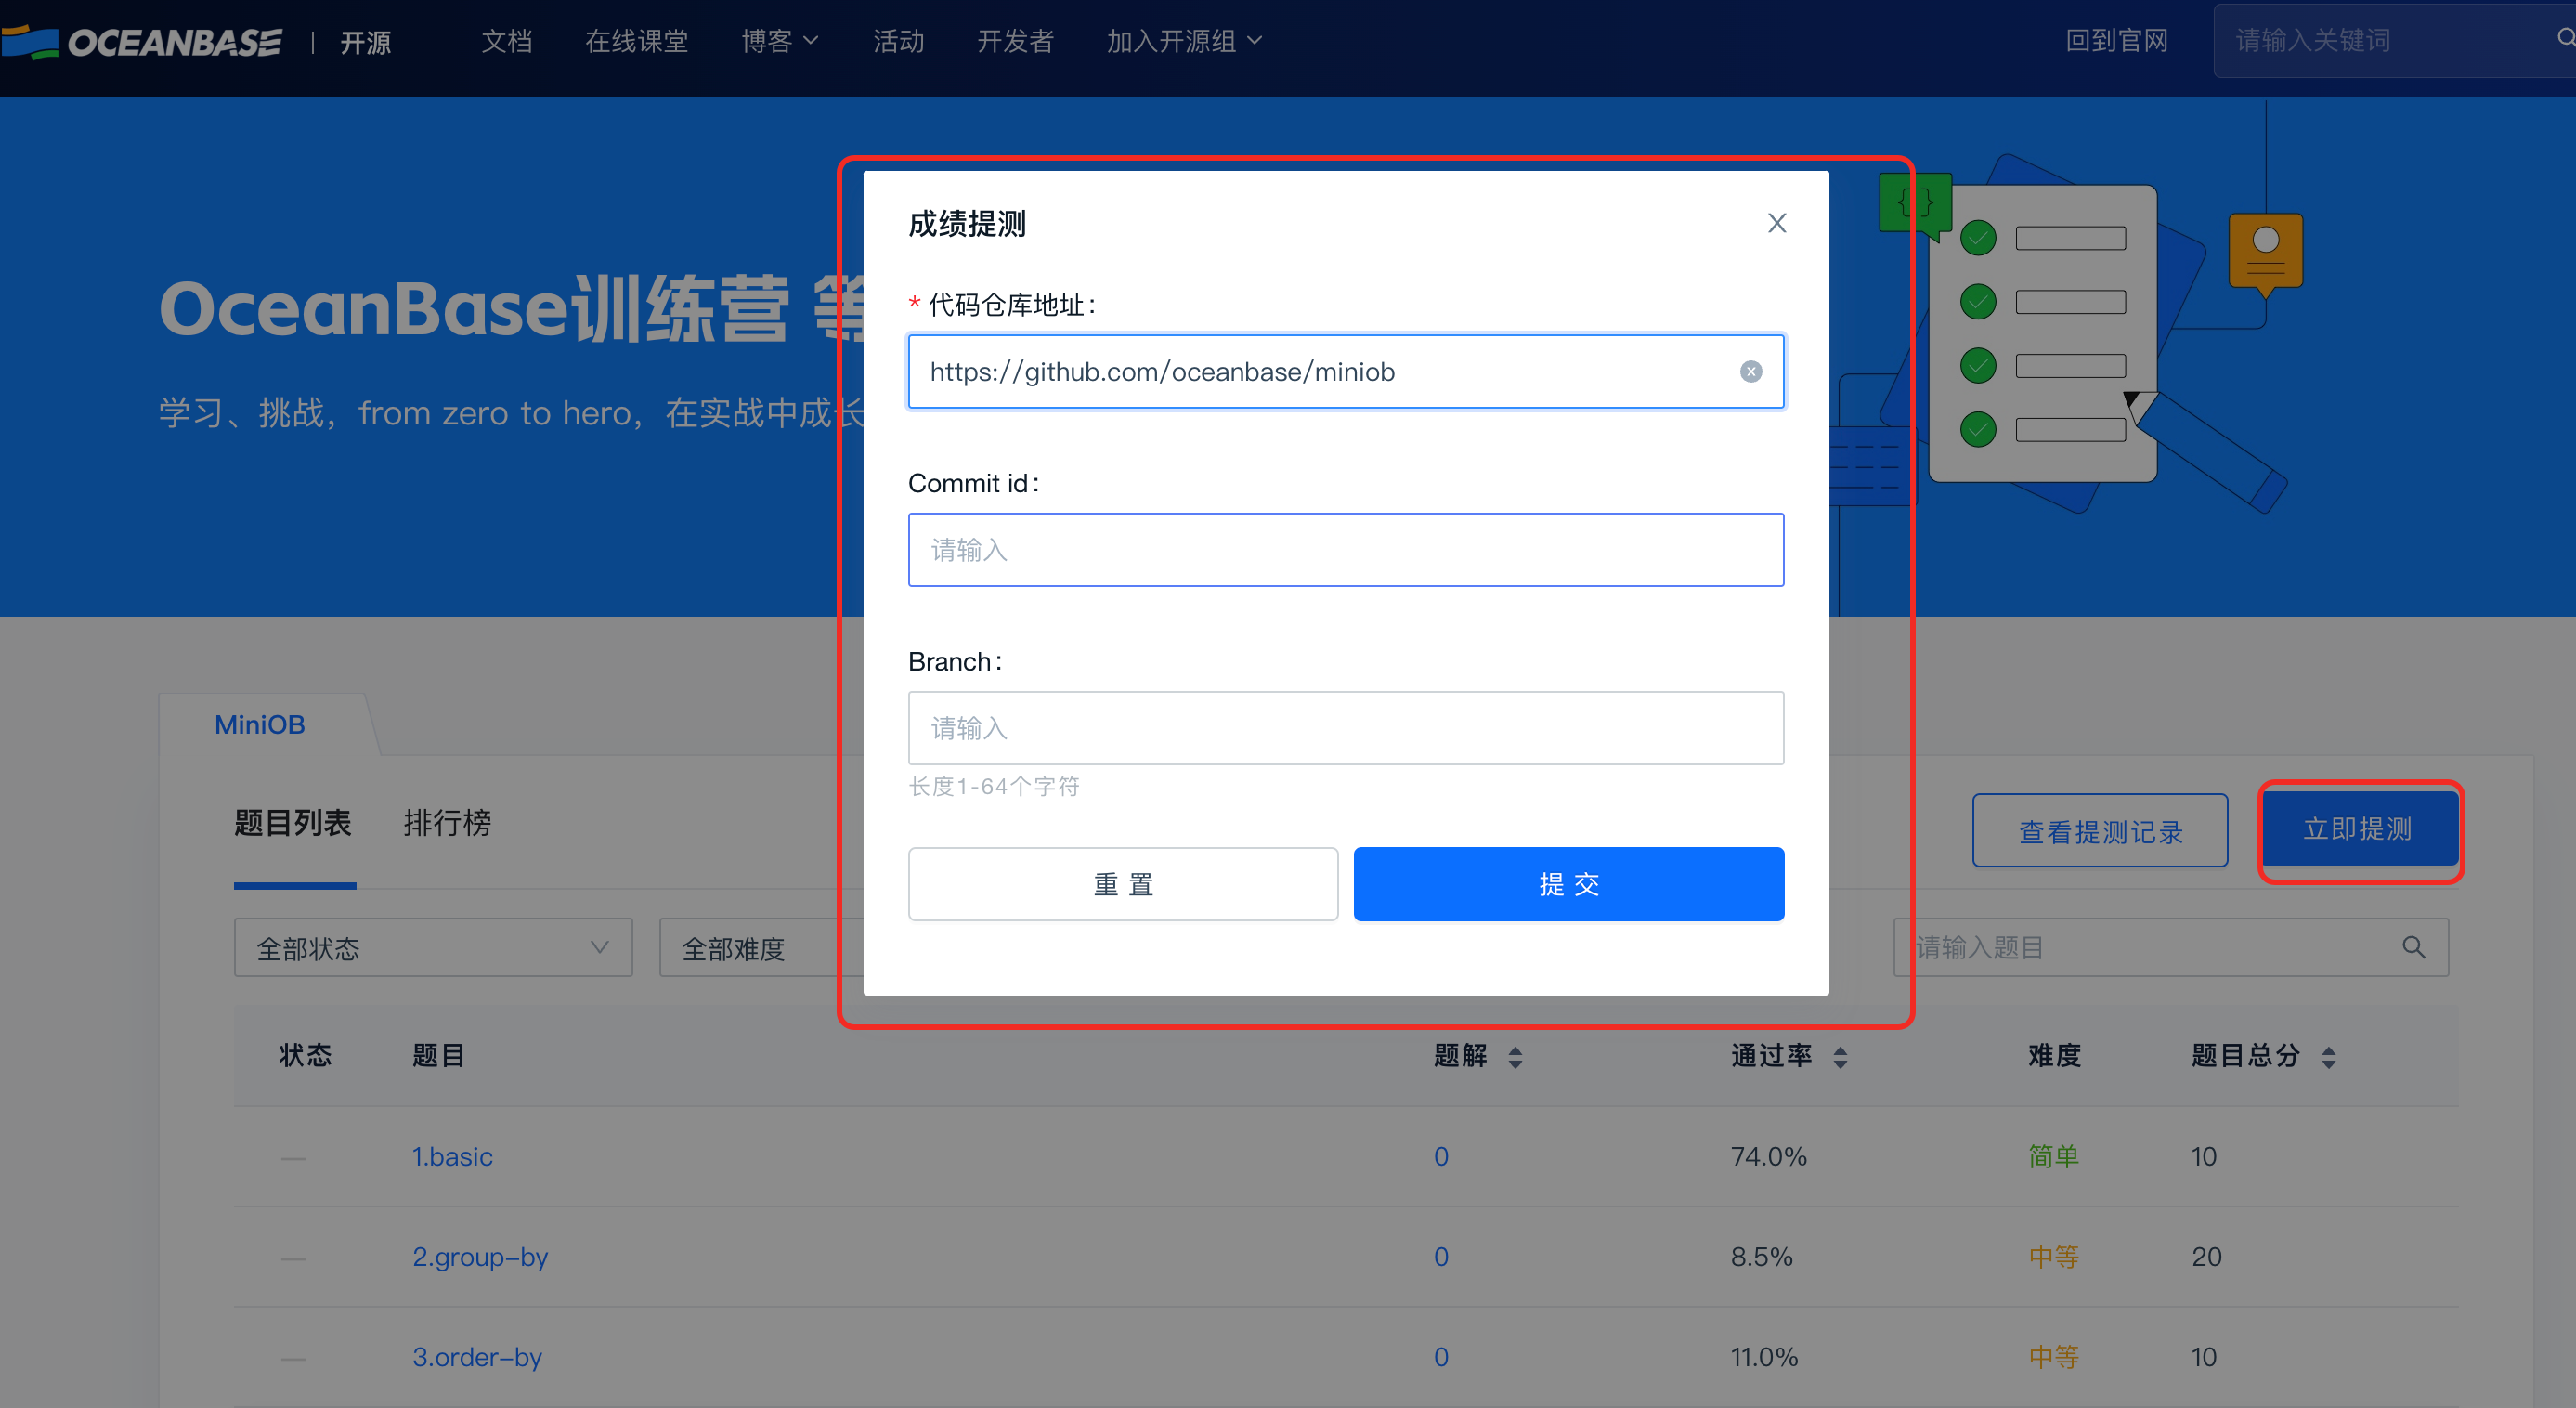 OCEANBASE | 开源 文档 在线课堂 博客 活动 开发者 加入开源组 回到官网 请输入关键词
OceanBase训练营
学习、挑战，from zero to hero，在实战中成长
成绩提测
* 代码仓库地址：
https://github.com/oceanbase/miniob
Commit id：
请输入
Branch：
请输入
长度1-64个字符
重 置 提 交
MiniOB
题目列表 排行榜 查看提测记录 立即提测
全部状态 全部难度 请输入题目
状态 题目 题解 通过率 难度 题目总分
— 1.basic 0 74.0% 简单 10
— 2.group-by 0 8.5% 中等 20
— 3.order-by 0 11.0% 中等 10